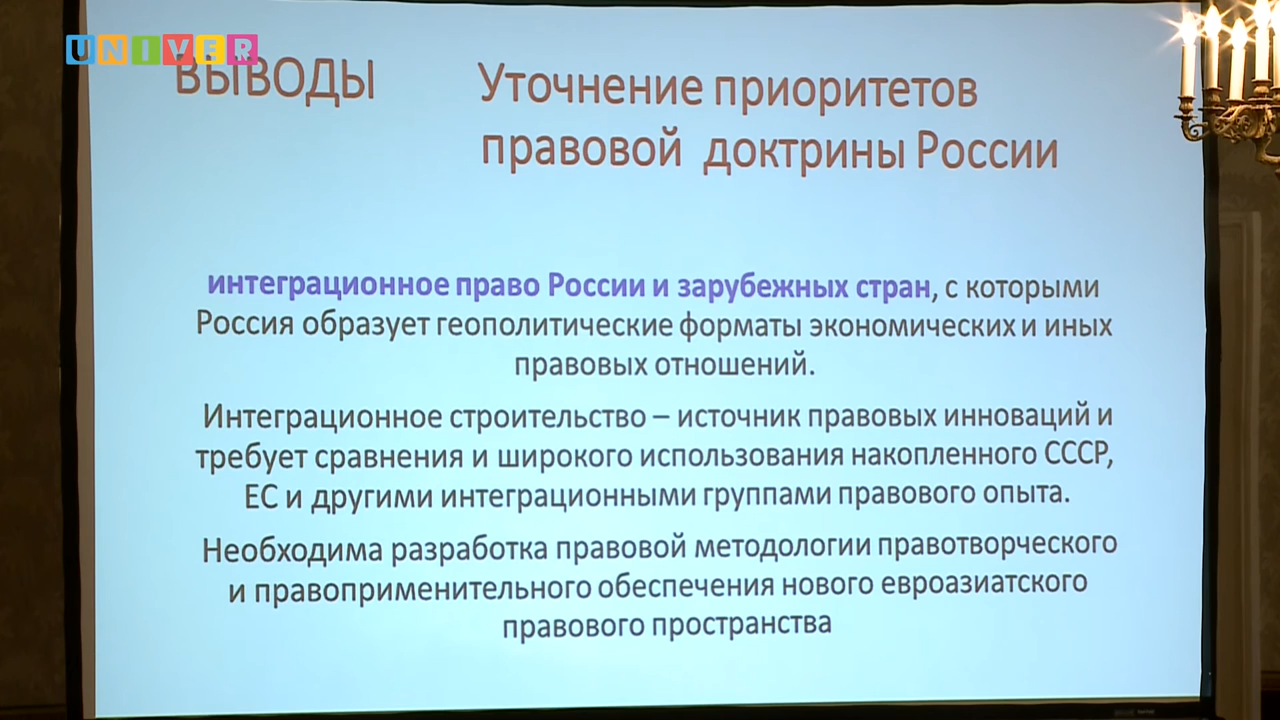 UNIVER
ВЫВОДЫ
Уточнение приоритетов
правовой доктрины России
интеграционное право России и зарубежных стран, с которыми
Россия образует геополитические форматы экономических и иных
правовых отношений.
Интеграционное строительство – источник правовых инноваций и
требует сравнения и широкого использования накопленного СССР,
ЕС и другими интеграционными группами правового опыта.
Необходима разработка правовой методологии правотворческого
и правоприменительного обеспечения нового евроазиатского
правового пространства